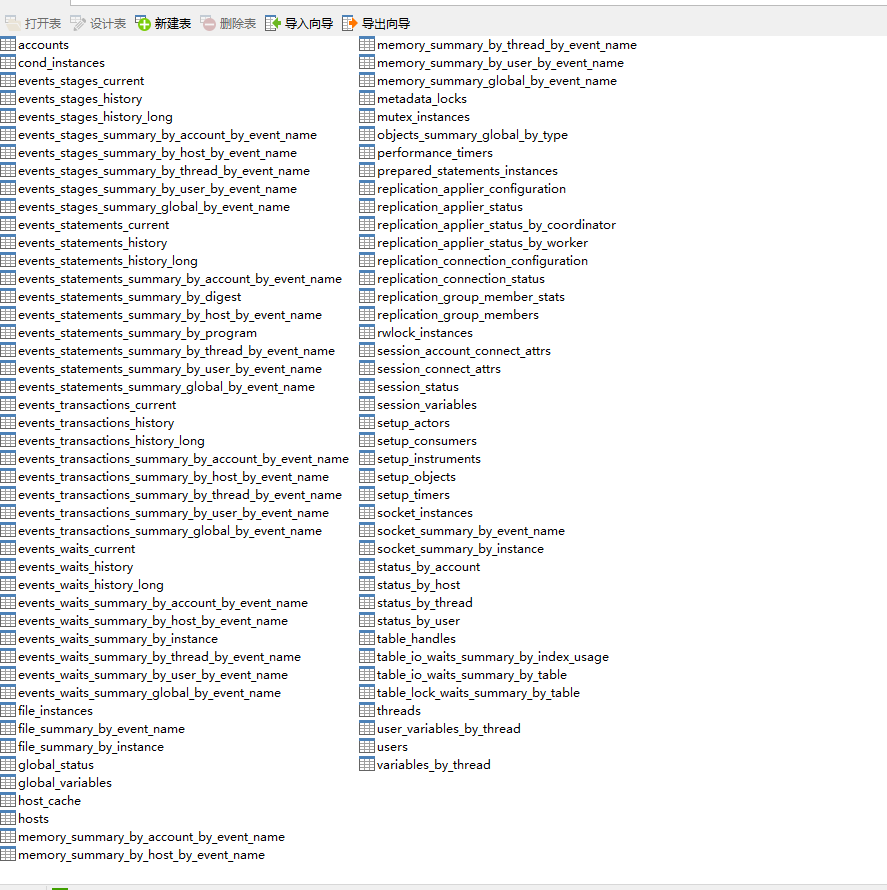 打开表 设计表 新建表 删除表 导入向导 导出向导
accounts
cond_instances
events_stages_current
events_stages_history
events_stages_history_long
events_stages_summary_by_account_by_event_name
events_stages_summary_by_host_by_event_name
events_stages_summary_by_thread_by_event_name
events_stages_summary_by_user_by_event_name
events_stages_summary_global_by_event_name
events_statements_current
events_statements_history
events_statements_history_long
events_statements_summary_by_account_by_event_name
events_statements_summary_by_digest
events_statements_summary_by_host_by_event_name
events_statements_summary_by_program
events_statements_summary_by_thread_by_event_name
events_statements_summary_by_user_by_event_name
events_statements_summary_global_by_event_name
events_transactions_current
events_transactions_history
events_transactions_history_long
events_transactions_summary_by_account_by_event_name
events_transactions_summary_by_host_by_event_name
events_transactions_summary_by_thread_by_event_name
events_transactions_summary_by_user_by_event_name
events_transactions_summary_global_by_event_name
events_waits_current
events_waits_history
events_waits_history_long
events_waits_summary_by_account_by_event_name
events_waits_summary_by_host_by_event_name
events_waits_summary_by_instance
events_waits_summary_by_thread_by_event_name
events_waits_summary_by_user_by_event_name
events_waits_summary_global_by_event_name
file_instances
file_summary_by_event_name
file_summary_by_instance
global_status
global_variables
host_cache
hosts
memory_summary_by_account_by_event_name
memory_summary_by_host_by_event_name
memory_summary_by_thread_by_event_name
memory_summary_by_user_by_event_name
memory_summary_global_by_event_name
metadata_locks
mutex_instances
objects_summary_global_by_type
performance_timers
prepared_statements_instances
replication_applier_configuration
replication_applier_status
replication_applier_status_by_coordinator
replication_applier_status_by_worker
replication_connection_configuration
replication_connection_status
replication_group_member_stats
replication_group_members
rwlock_instances
session_account_connect_attrs
session_connect_attrs
session_status
session_variables
setup_actors
setup_consumers
setup_instruments
setup_objects
setup_timers
socket_instances
socket_summary_by_event_name
socket_summary_by_instance
status_by_account
status_by_host
status_by_thread
status_by_user
table_handles
table_io_waits_summary_by_index_usage
table_io_waits_summary_by_table
table_lock_waits_summary_by_table
threads
user_variables_by_thread
users
variables_by_thread